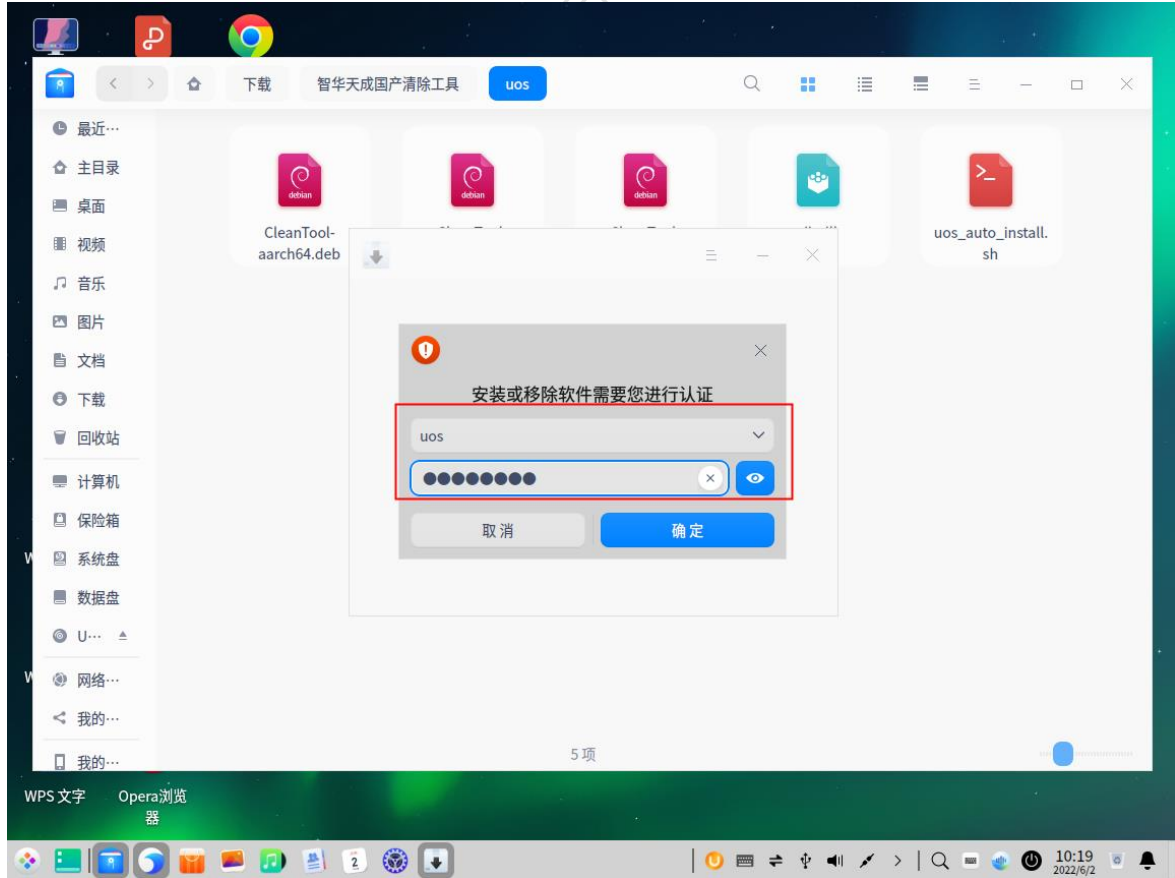 下载
智华天成国产清除工具
uos
最近…
主目录
桌面
视频
音乐
图片
文档
下载
回收站
计算机
保险箱
系统盘
数据盘
U…
网络…
我的…
我的…
debian
CleanTool-
aarch64.deb
debian
debian
uos_auto_install.
sh
安装或移除软件需要您进行认证
uos
取消
确定
5项
WPS 文字
Opera浏览
器
2
10:19
2022/6/2